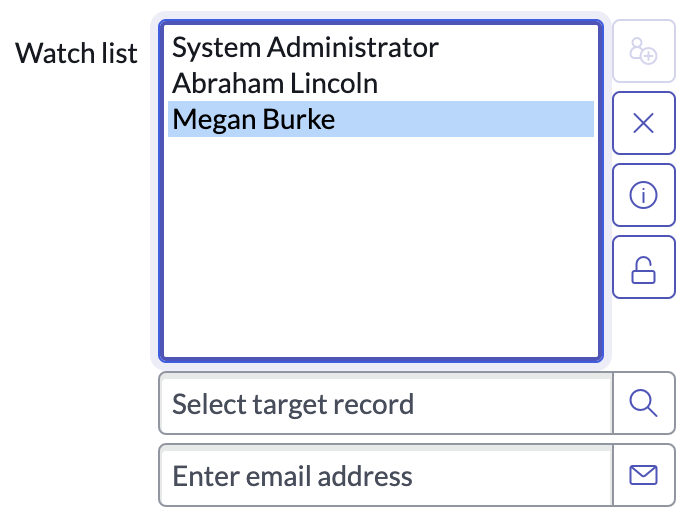 Watch list
System Administrator
Abraham Lincoln
Megan Burke
Select target record
Enter email address